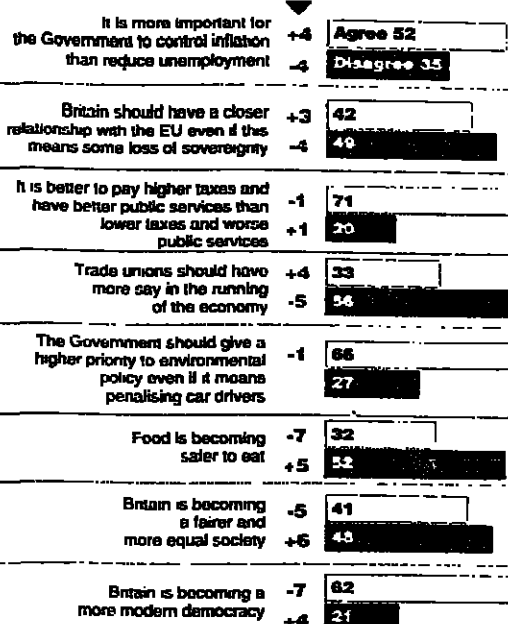 It is more important for
the Government to control inflation
than reduce unemployment
+4 Agree 52
-4 Disagree 35
Britain should have a closer
relationship with the EU even if this
means some loss of sovereignty
+3 42
-4 49
It is better to pay higher taxes and
have better public services than
lower taxes and worse
public services
-1 71
+1 20
Trade unions should have
more say in the running
of the economy
+4 33
-5 56
The Government should give a
higher priority to environmental
policy even if it means
penalising car drivers
-1 66
27
Food is becoming
safer to eat
-7 32
+5 52
Britain is becoming
a fairer and
more equal society
-5 41
+6 48
Britain is becoming a
more modern democracy
-7 62
+4 21